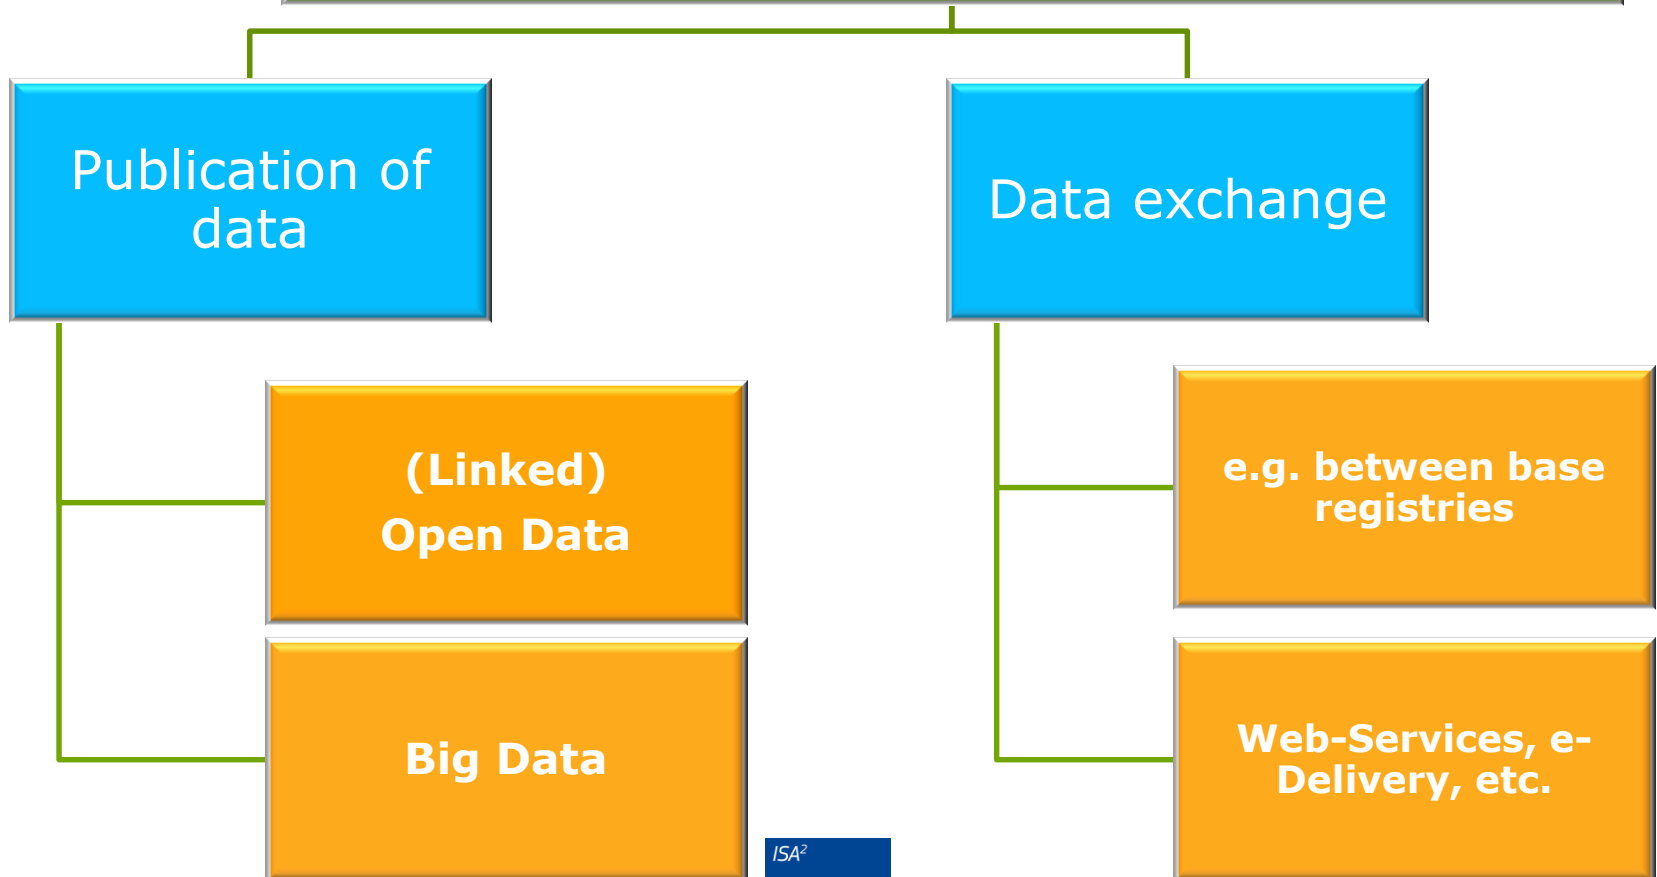 Publication of
data
Data exchange
(Linked)
Open Data
Big Data
e.g. between base
registries
Web-Services, e-
Delivery, etc.
ISA²